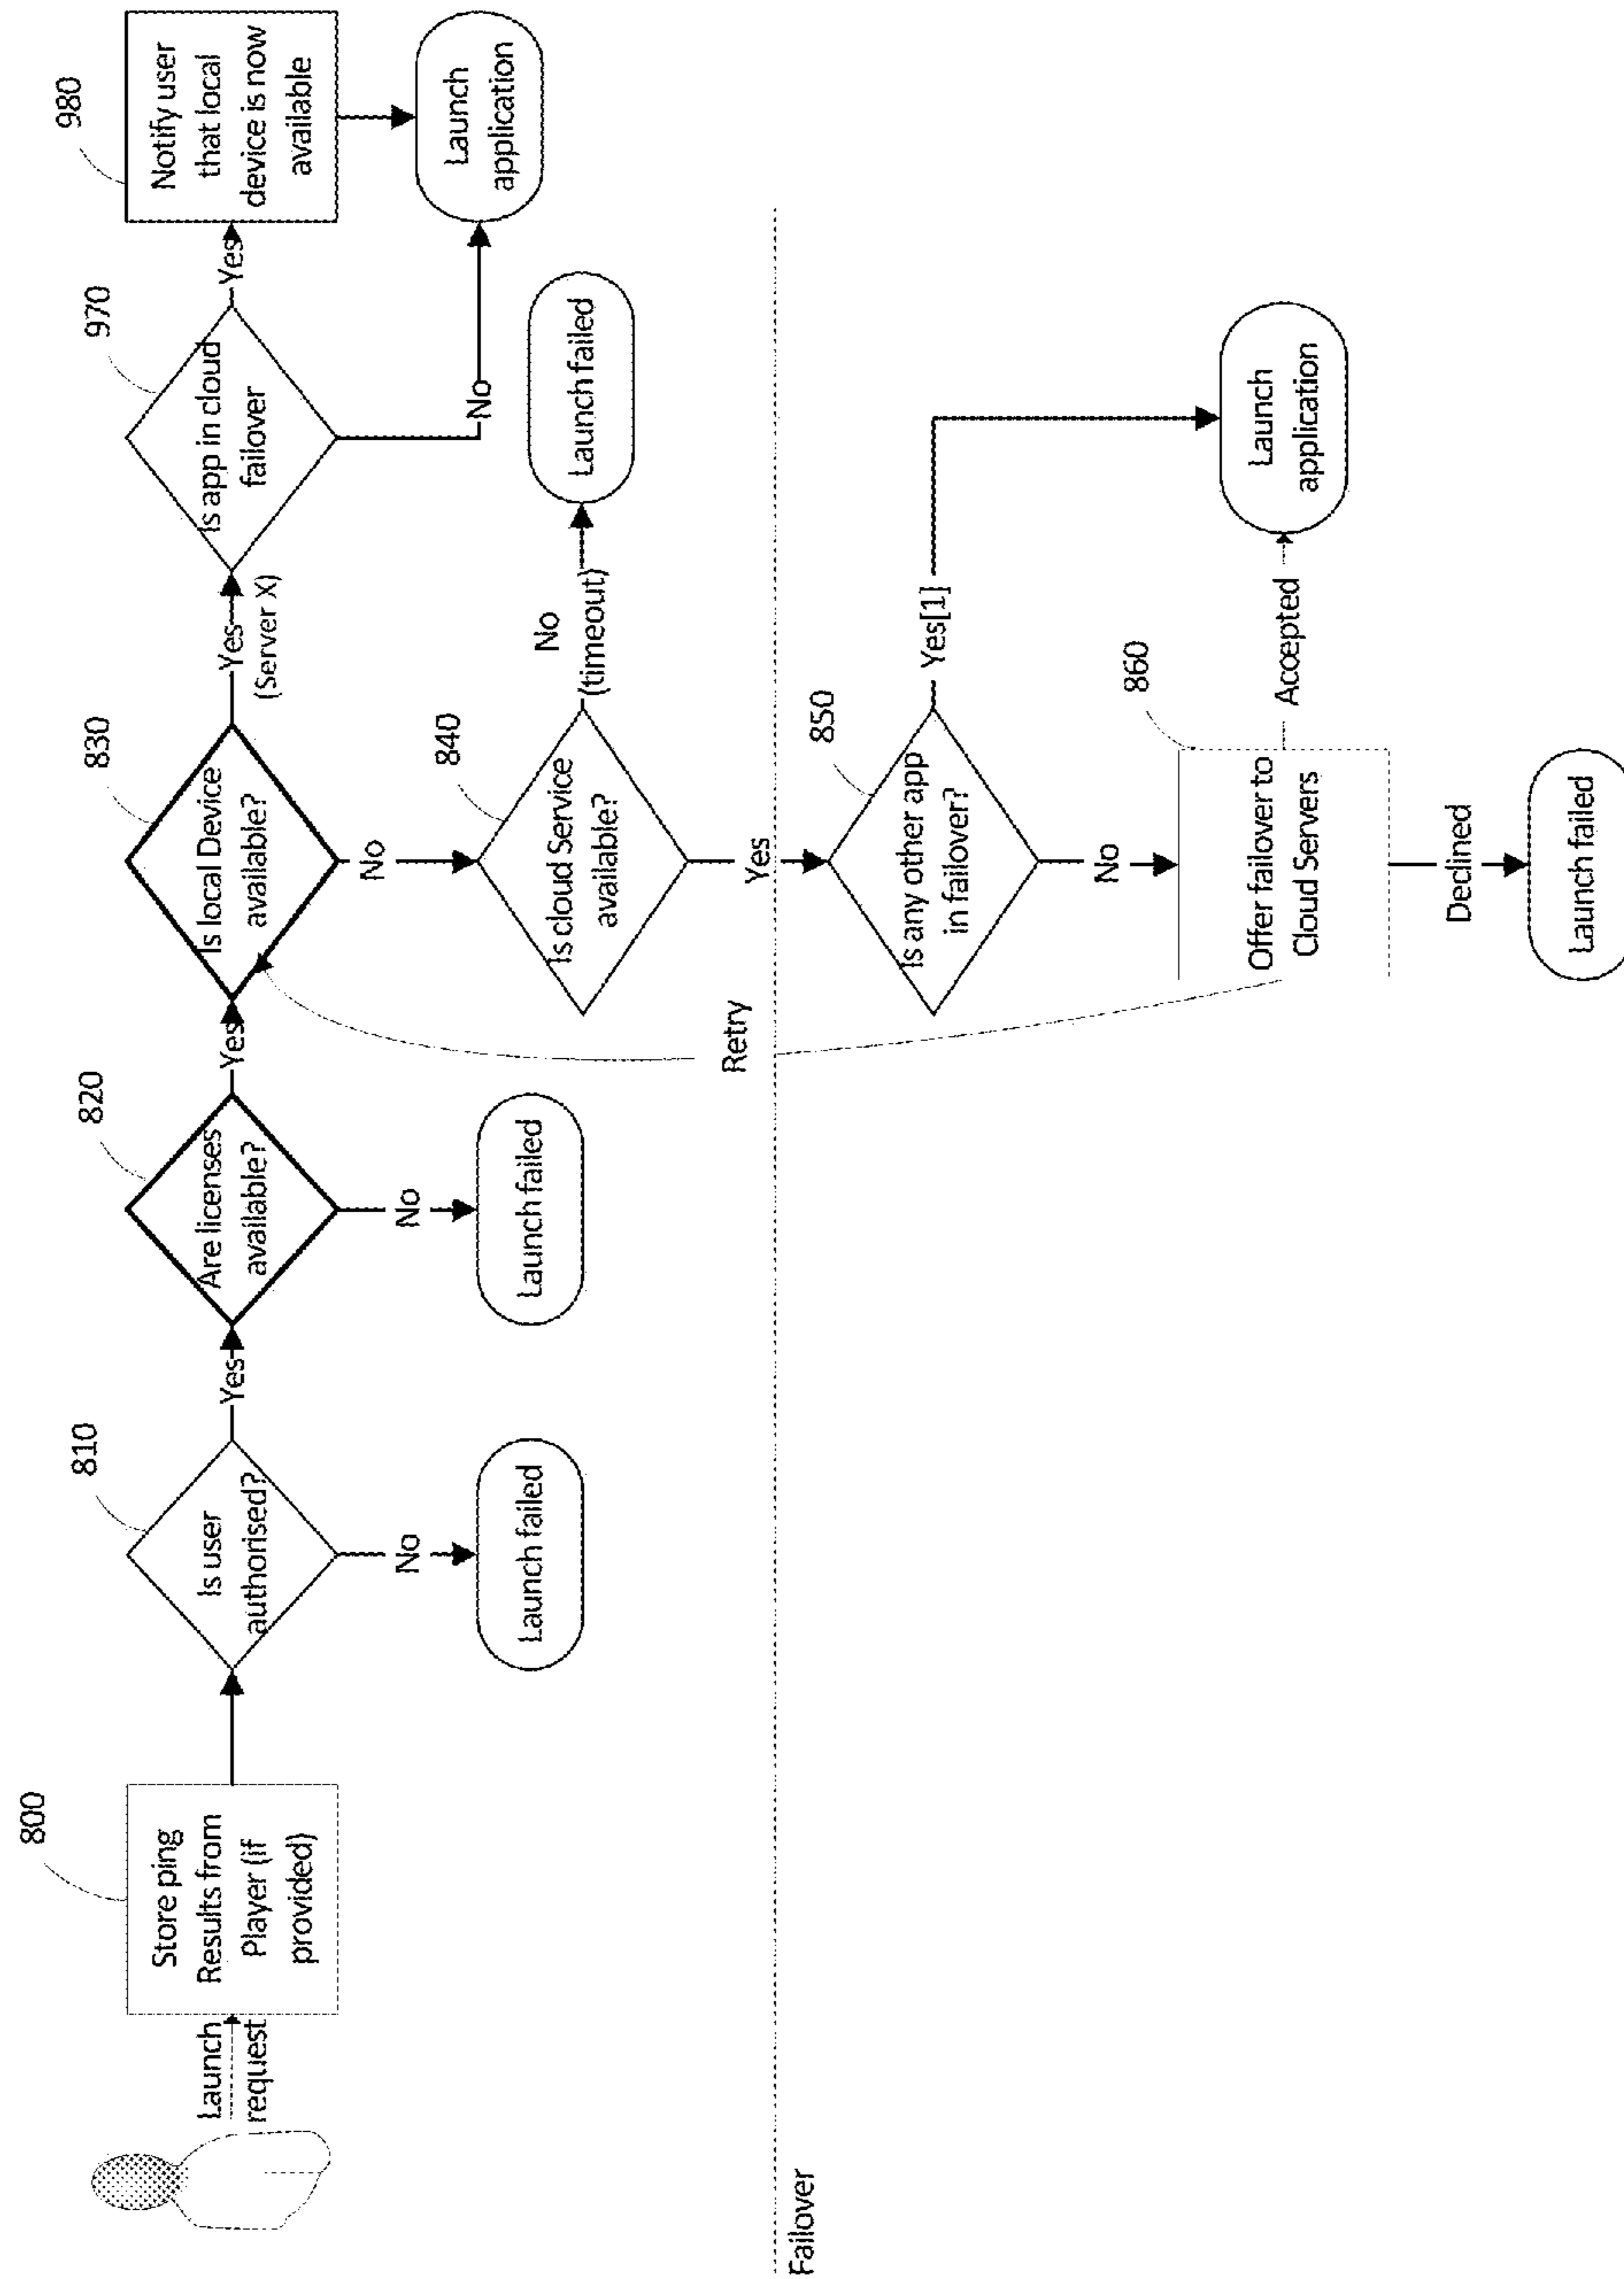 Launch
request
800
Store ping
Results from
Player (if
provided)
810
Is user
authorised?
Yes
No
Launch failed
820
Are licenses
available?
Yes
No
Launch failed
830
Is local Device
available?
Yes
(Server X)
No
970
Is app in cloud
failover
Yes
No
980
Notify user
that local
device is now
available
Launch
application
840
Is cloud Service
available?
No
(timeout)
Launch failed
Yes
Retry
Failover
850
Is any other app
in failover?
Yes[1]
No
860
Offer failover to
Cloud Servers
Accepted
Launch
application
Declined
Launch failed